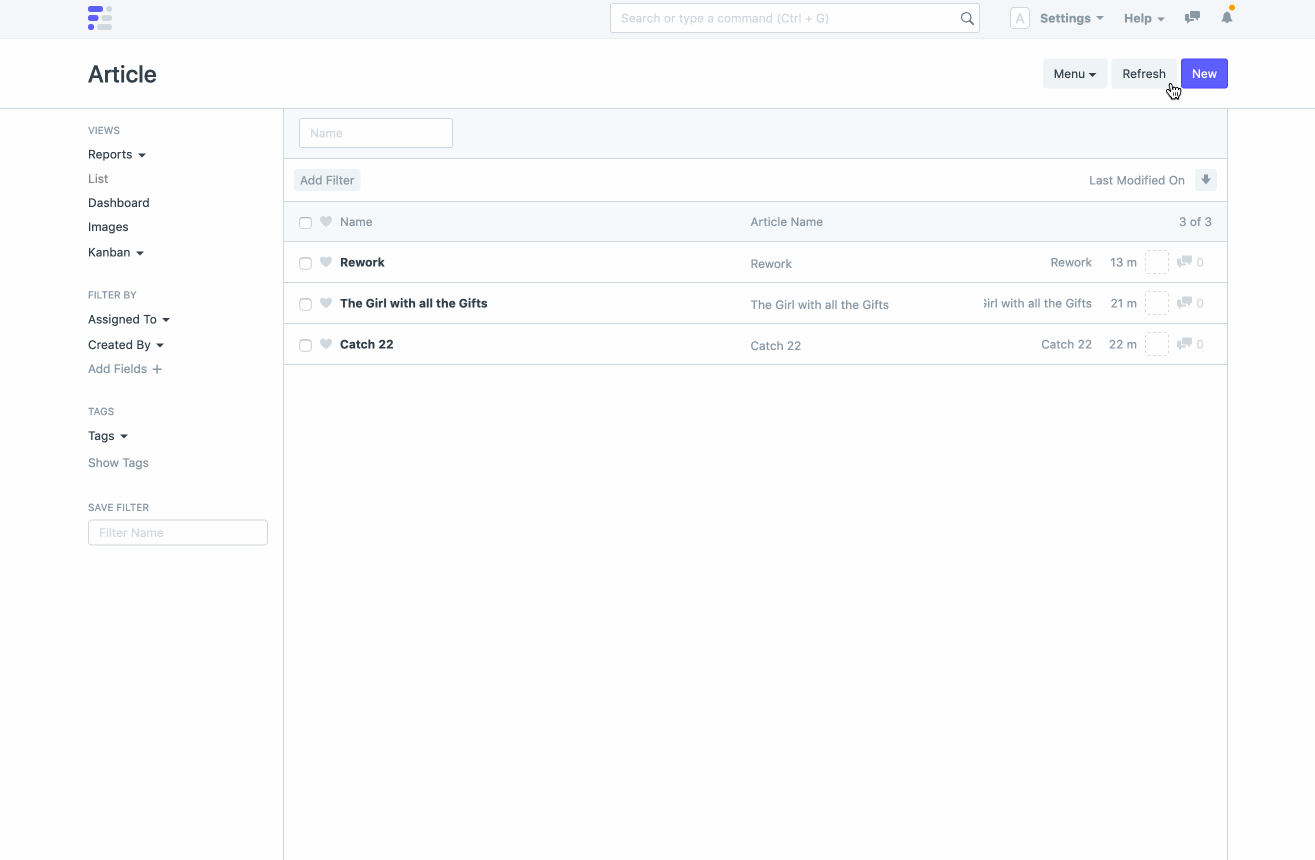 Search or type a command (Ctrl + G)
A Settings Help
Article
Menu Refresh New
VIEWS
Reports
List
Dashboard
Images
Kanban
FILTER BY
Assigned To
Created By
Add Fields +
TAGS
Tags
Show Tags
SAVE FILTER
Filter Name
Name
Add Filter Last Modified On
Name Article Name 3 of 3
Rework Rework Rework 13 m 0
The Girl with all the Gifts The Girl with all the Gifts Girl with all the Gifts 21 m 0
Catch 22 Catch 22 Catch 22 22 m 0